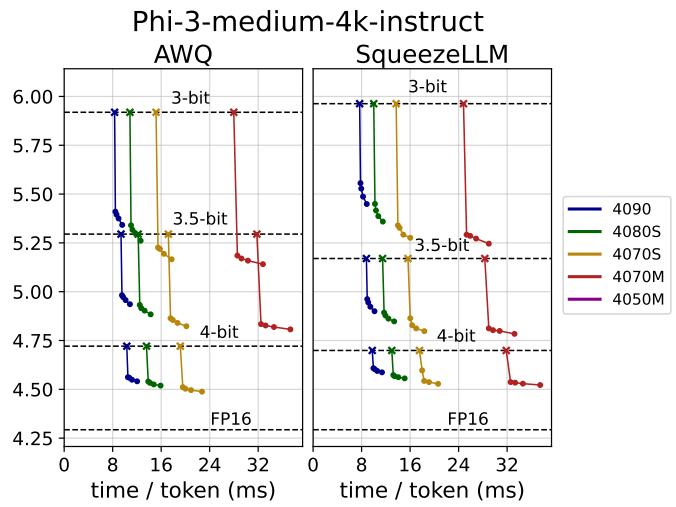 Phi-3-medium-4k-instruct
AWQ
SqueezeLLM
6.00
5.75
5.50
5.25
5.00
4.75
4.50
4.25
3-bit
3.5-bit
4-bit
FP16
0 8 16 24 32
time / token (ms)
3-bit
3.5-bit
4-bit
FP16
0 8 16 24 32
time / token (ms)
4090
4080S
4070S
4070M
4050M